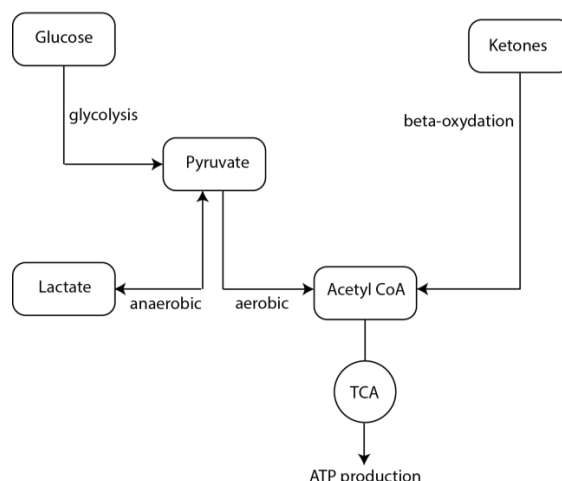 Glucose
Ketones
glycolysis
beta-oxydation
Pyruvate
Lactate
anaerobic
aerobic
Acetyl CoA
TCA
ATP production